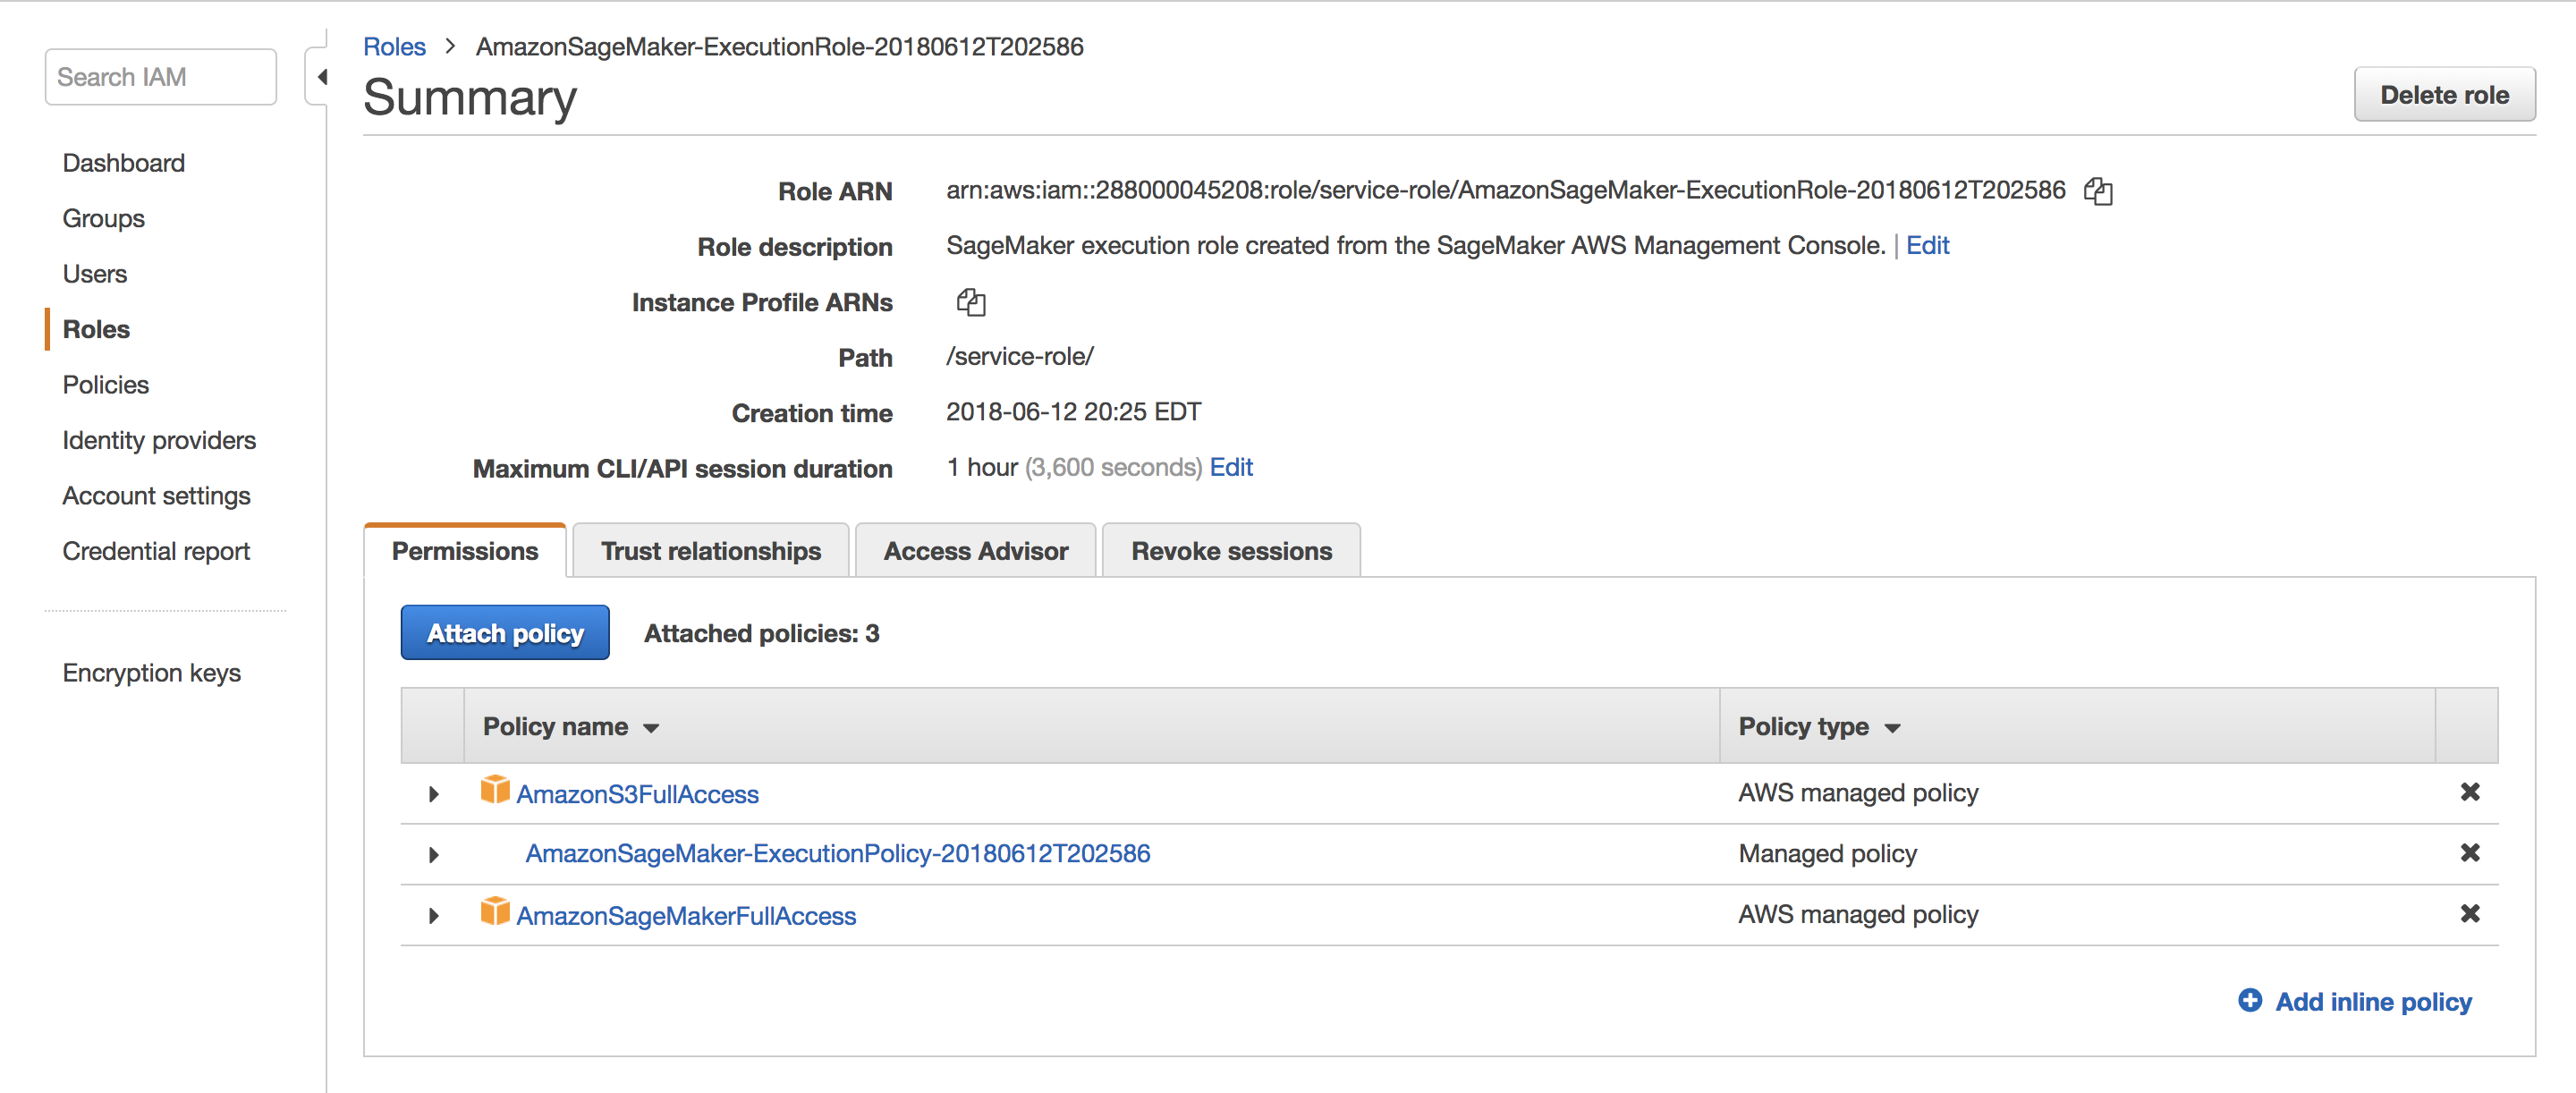 Search IAM
Dashboard
Groups
Users
Roles
Policies
Identity providers
Account settings
Credential report
Encryption keys
Roles > AmazonSageMaker-ExecutionRole-20180612T202586
Summary
Delete role
Role ARN arn:aws:iam::288000045208:role/service-role/AmazonSageMaker-ExecutionRole-20180612T202586
Role description SageMaker execution role created from the SageMaker AWS Management Console. | Edit
Instance Profile ARNs
Path /service-role/
Creation time 2018-06-12 20:25 EDT
Maximum CLI/API session duration 1 hour (3,600 seconds) Edit
Permissions Trust relationships Access Advisor Revoke sessions
Attach policy Attached policies: 3
Policy name Policy type
AmazonS3FullAccess AWS managed policy
AmazonSageMaker-ExecutionPolicy-20180612T202586 Managed policy
AmazonSageMakerFullAccess AWS managed policy
Add inline policy